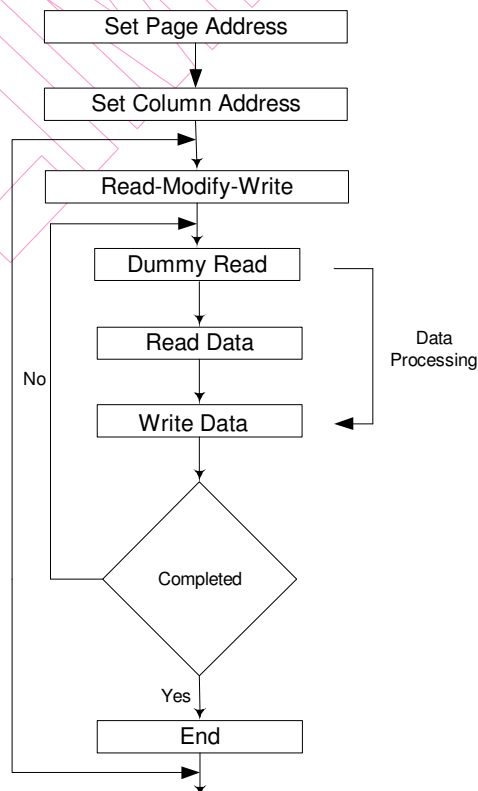 Set Page Address
Set Column Address
Read-Modify-Write
Dummy Read
Read Data
Data
Processing
No
Write Data
Completed
Yes
End